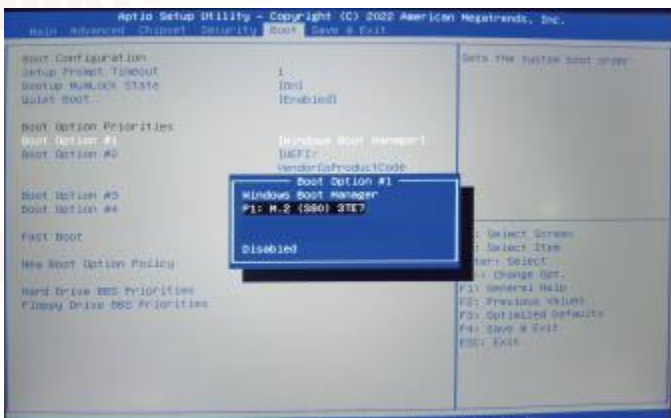 Aptio Setup Utility - Copyright (C) 2022 American Megatrends, Inc.
Main Advanced Chipset Security Boot Save & Exit
Boot Configuration
Setup Prompt Timeout 1
Bootup NumLock State [On]
Quiet Boot [Enabled]
Sets the system boot order
Boot Option Priorities
Boot Option #1 [Windows Boot Manager]
Boot Option #2 [UEFI:
VendorCoProductCode
Boot Option #3
Boot Option #4
Fast Boot
New Boot Option Policy
Hard Drive BBS Priorities
Floppy Drive BBS Priorities
Boot Option #1
Windows Boot Manager
P1: M.2 (S80) 3TE7
Disabled
: Select Screen
: Select Item
Enter: Select
: Change Opt.
F1: General Help
F2: Previous Values
F3: Optimized Defaults
F4: Save & Exit
ESC: Exit